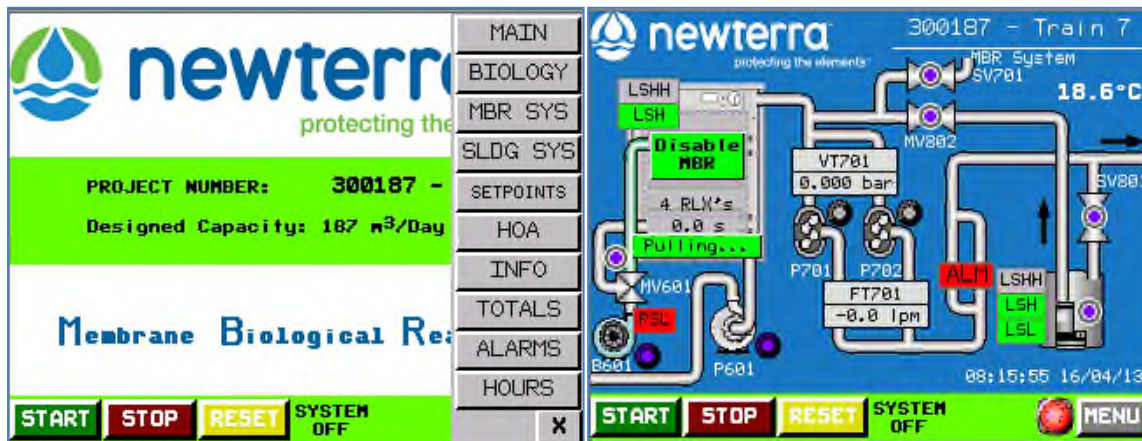 newterr
protecting the
PROJECT NUMBER: 300187 -
Designed Capacity: 187 m³/Day
Membrane Biological Rea
START STOP RESET SYSTEM OFF
MAIN
BIOLOGY
MBR SYS
SLDG SYS
SETPOINTS
HOA
INFO
TOTALS
ALARMS
HOURS
X
newterra
protecting the elements
300187 - Train 7
MBR System
SV701
18.6°C
LSHH
LSH
Disable
MBR
4 RLX's
0.0 s
Pulling...
MV802
VT701
0.000 bar
SV801
P701 P702
ALM
LSHH
LSH
LSL
FT701
-0.0 lpm
MV601
PSL
B601
P601
08:15:55 16/04/13
START STOP RESET SYSTEM OFF MENU